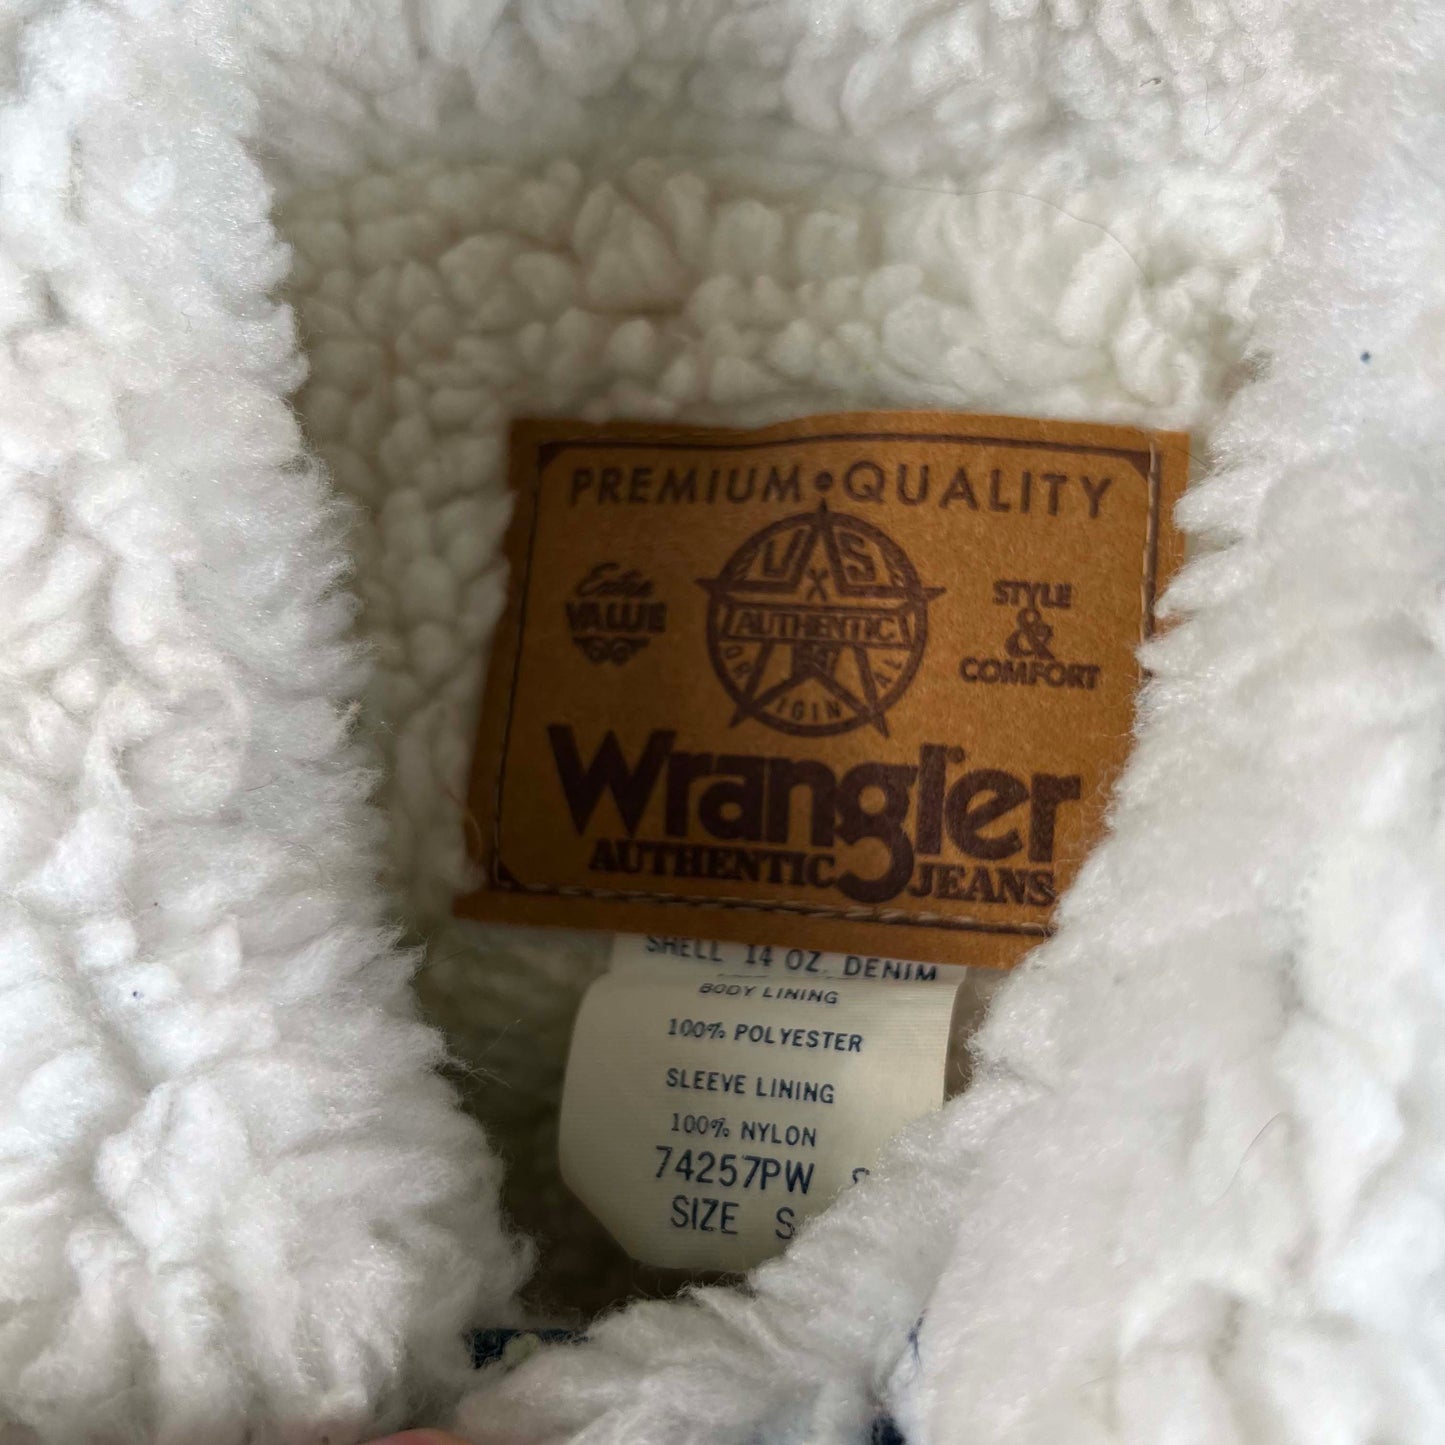 PREMIUM • QUALITY
Extra
VALUE
U S
AUTHENTIC
ORIGINAL
STYLE
&
COMFORT
Wrangler
AUTHENTIC JEANS
SHELL 14 OZ. DENIM
BODY LINING
100% POLYESTER
SLEEVE LINING
100% NYLON
74257PW
SIZE S